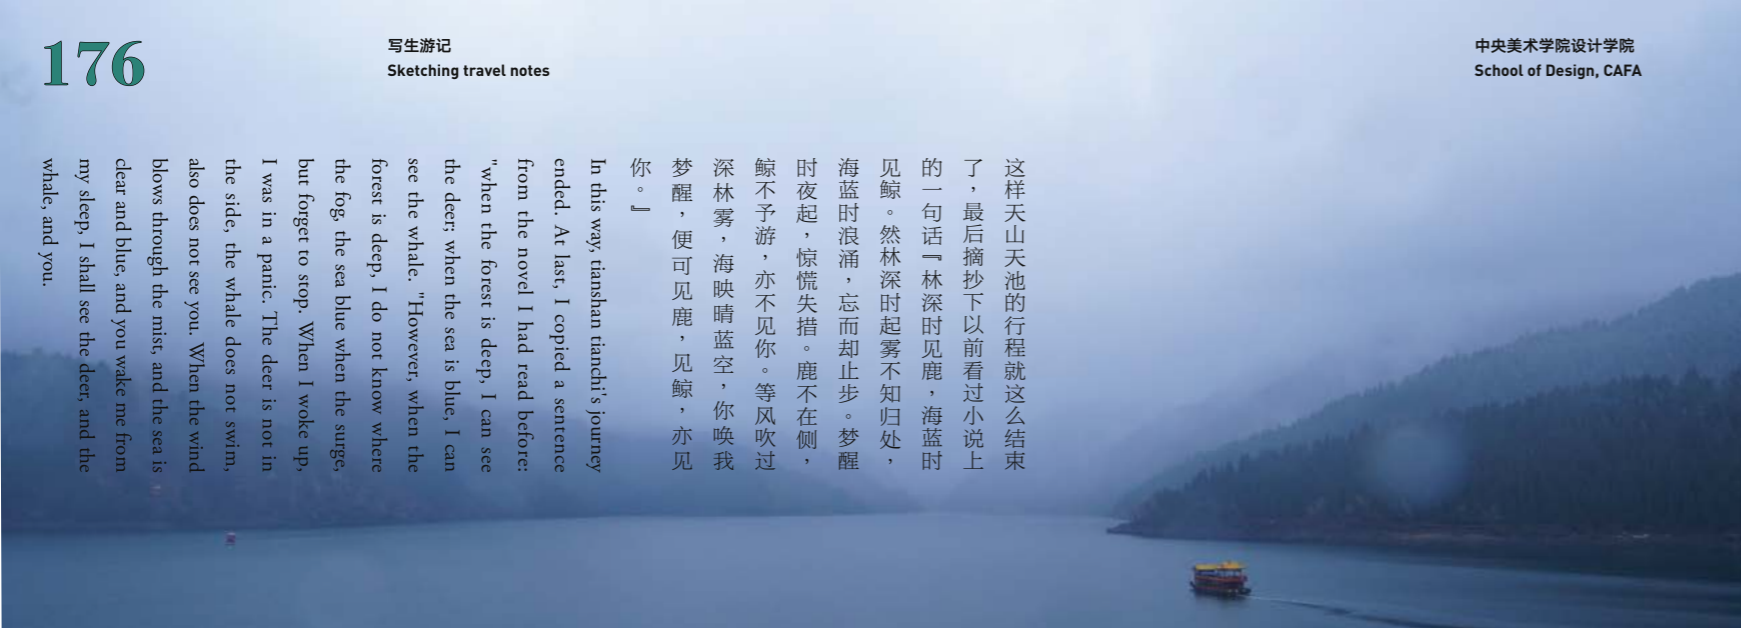 176
写生游记
Sketching travel notes
中央美术学院设计学院
School of Design, CAFA
这样天山天池的行程就这么结束
了，最后摘抄下以前看过小说上
的一句话『林深时见鹿，海蓝时
见鲸。然林深时起雾不知归处，
海蓝时浪涌，忘而却止步。梦醒
时夜起，惊慌失措。鹿不在侧，
鲸不予游，亦不见你。等风吹过
深林雾，海映晴蓝空，你唤我
梦醒，便可见鹿，见鲸，亦见
你。』
In this way, tianshan tianchi's journey
ended. At last, I copied a sentence
from the novel I had read before:
"when the forest is deep, I can see
the deer; when the sea is blue, I can
see the whale. "However, when the
forest is deep, I do not know where
the fog, the sea blue when the surge,
but forget to stop. When I woke up,
I was in a panic. The deer is not in
the side, the whale does not swim,
also does not see you. When the wind
blows through the mist, and the sea is
clear and blue, and you wake me from
my sleep, I shall see the deer, and the
whale, and you.